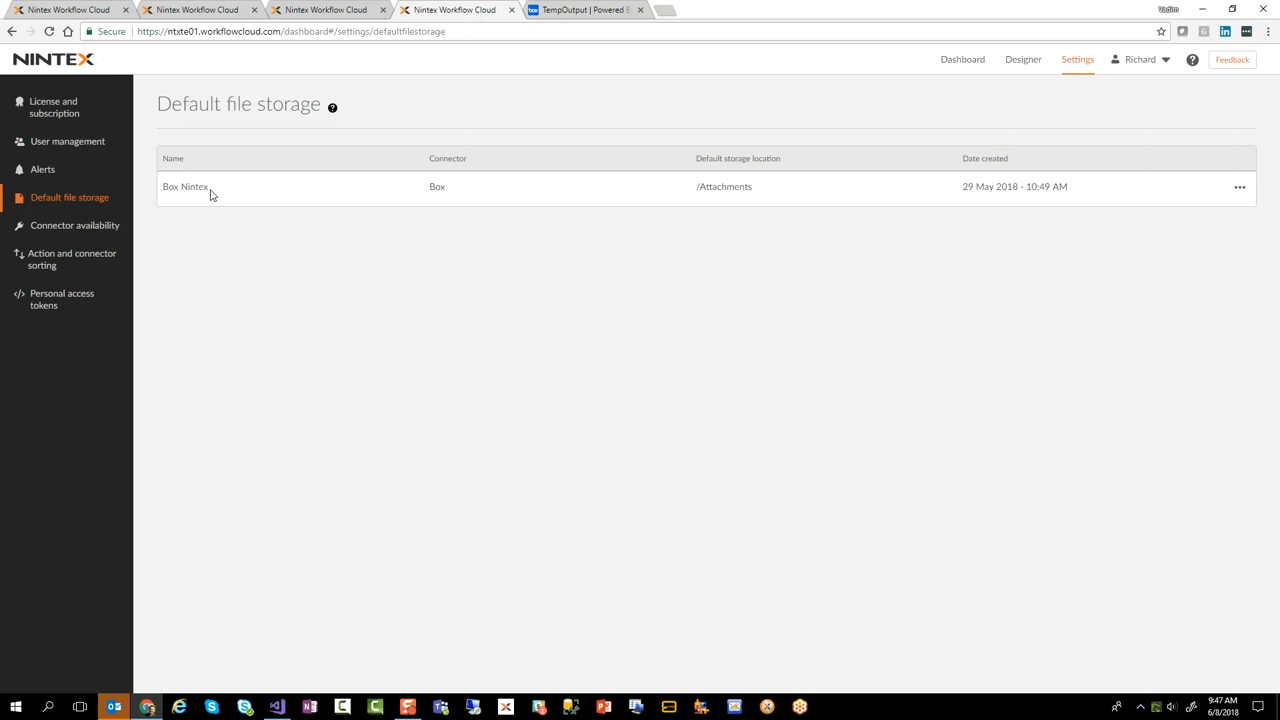 Nintex Workflow Cloud
Nintex Workflow Cloud
Nintex Workflow Cloud
Nintex Workflow Cloud
TempOutput | Powered B
Vadim
Secure
https://ntxte01.workflowcloud.com/dashboard#/settings/defaultfilestorage
NINTEX
Dashboard
Designer
Settings
Richard
Feedback
License and
subscription
User management
Alerts
Default file storage
Connector availability
Action and connector
sorting
Personal access
tokens
Default file storage
Name
Connector
Default storage location
Date created
Box Nintex
Box
/Attachments
29 May 2018 - 10:49 AM
9:47 AM
6/8/2018